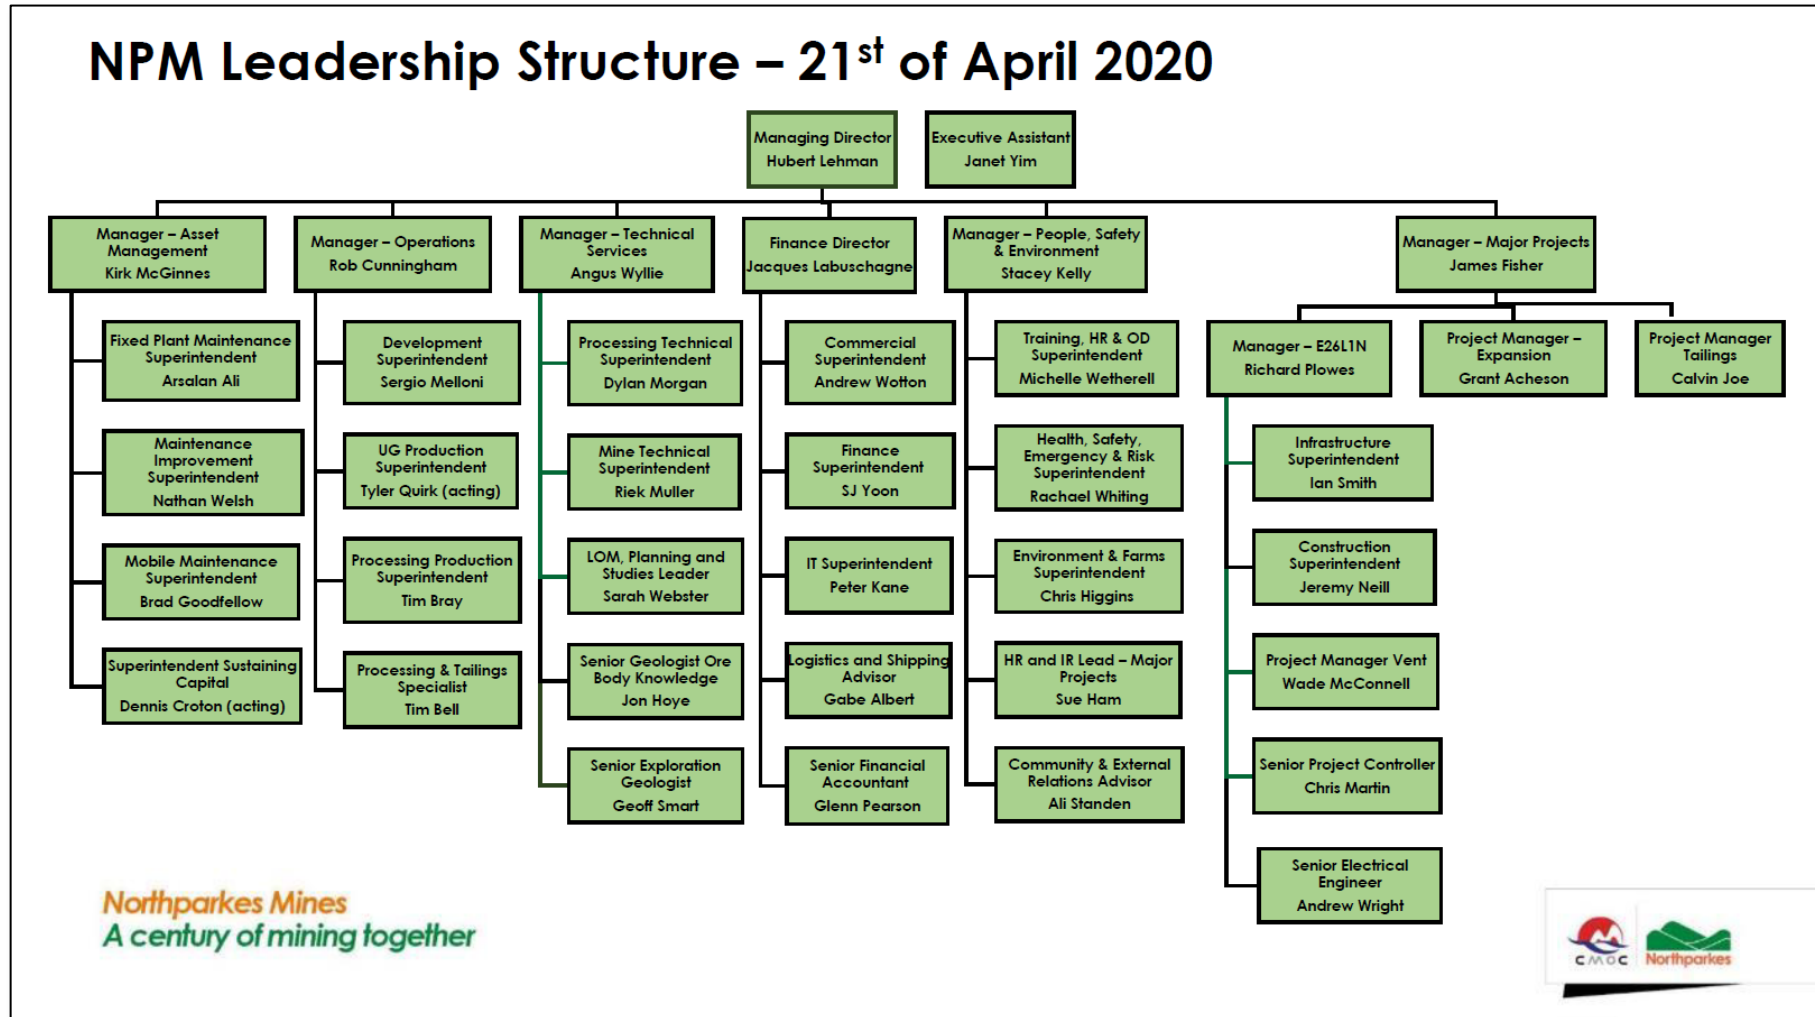 NPM Leadership Structure – 21st of April 2020
Managing Director
Hubert Lehman
Executive Assistant
Janet Yim
Manager – Asset
Management
Kirk McGinnes
Manager – Operations
Rob Cunningham
Manager – Technical
Services
Angus Wyllie
Finance Director
Jacques Labuschagne
Manager – People, Safety
& Environment
Stacey Kelly
Manager – Major Projects
James Fisher
Fixed Plant Maintenance
Superintendent
Arsalan Ali
Maintenance
Improvement
Superintendent
Nathan Welsh
Mobile Maintenance
Superintendent
Brad Goodfellow
Superintendent Sustaining
Capital
Dennis Croton (acting)
Development
Superintendent
Sergio Melloni
UG Production
Superintendent
Tyler Quirk (acting)
Processing Production
Superintendent
Tim Bray
Processing & Tailings
Specialist
Tim Bell
Processing Technical
Superintendent
Dylan Morgan
Mine Technical
Superintendent
Riek Muller
LOM, Planning and
Studies Leader
Sarah Webster
Senior Geologist Ore
Body Knowledge
Jon Hoye
Senior Exploration
Geologist
Geoff Smart
Commercial
Superintendent
Andrew Wotton
Finance
Superintendent
SJ Yoon
IT Superintendent
Peter Kane
Logistics and Shipping
Advisor
Gabe Albert
Senior Financial
Accountant
Glenn Pearson
Training, HR & OD
Superintendent
Michelle Wetherell
Health, Safety,
Emergency & Risk
Superintendent
Rachael Whiting
Environment & Farms
Superintendent
Chris Higgins
HR and IR Lead – Major
Projects
Sue Ham
Community & External
Relations Advisor
Ali Standen
Manager – E26L1N
Richard Plowes
Project Manager –
Expansion
Grant Acheson
Project Manager
Tailings
Calvin Joe
Infrastructure
Superintendent
Ian Smith
Construction
Superintendent
Jeremy Neill
Project Manager Vent
Wade McConnell
Senior Project Controller
Chris Martin
Senior Electrical
Engineer
Andrew Wright
Northparkes Mines
A century of mining together
CMOC
Northparkes